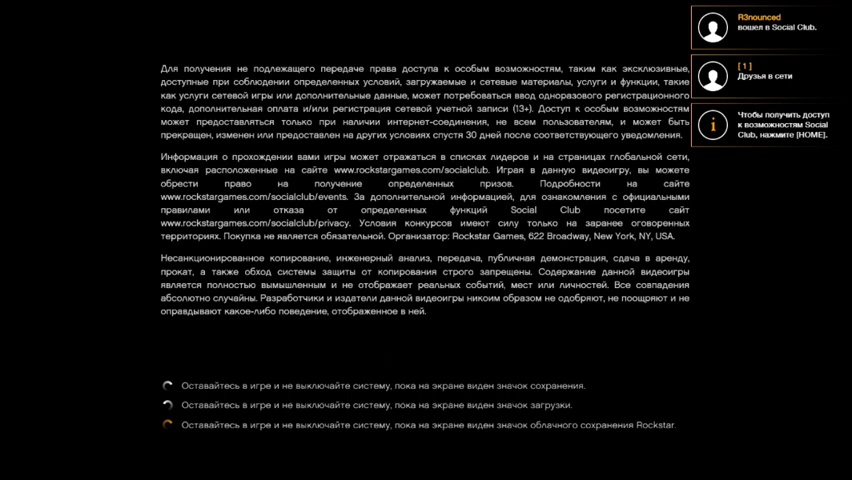 R3nounced
вошел в Social Club.
[ 1 ]
Друзья в сети
Чтобы получить доступ
к возможностям Social
Club, нажмите [HOME].
Для получения не подлежащего передаче права доступа к особым возможностям, таким как эксклюзивные,
доступные при соблюдении определенных условий, загружаемые и сетевые материалы, услуги и функции, такие
как услуги сетевой игры или дополнительные данные, может потребоваться ввод одноразового регистрационного
кода, дополнительная оплата и/или регистрация сетевой учетной записи (13+). Доступ к особым возможностям
может предоставляться только при наличии интернет-соединения, не всем пользователям, и может быть
прекращен, изменен или предоставлен на других условиях спустя 30 дней после соответствующего уведомления.
Информация о прохождении вами игры может отражаться в списках лидеров и на страницах глобальной сети,
включая расположенные на сайте www.rockstargames.com/socialclub. Играя в данную видеоигру, вы можете
обрести право на получение определенных призов. Подробности на сайте
www.rockstargames.com/socialclub/events. За дополнительной информацией, для ознакомления с официальными
правилами или отказа от определенных функций Social Club посетите сайт
www.rockstargames.com/socialclub/privacy. Условия конкурсов имеют силу только на заранее оговоренных
территориях. Покупка не является обязательной. Организатор: Rockstar Games, 622 Broadway, New York, NY, USA.
Несанкционированное копирование, инженерный анализ, передача, публичная демонстрация, сдача в аренду,
прокат, а также обход системы защиты от копирования строго запрещены. Содержание данной видеоигры
является полностью вымышленным и не отображает реальных событий, мест или личностей. Все совпадения
абсолютно случайны. Разработчики и издатели данной видеоигры никоим образом не одобряют, не поощряют и не
оправдывают какое-либо поведение, отображенное в ней.
Оставайтесь в игре и не выключайте систему, пока на экране виден значок сохранения.
Оставайтесь в игре и не выключайте систему, пока на экране виден значок загрузки.
Оставайтесь в игре и не выключайте систему, пока на экране виден значок облачного сохранения Rockstar.